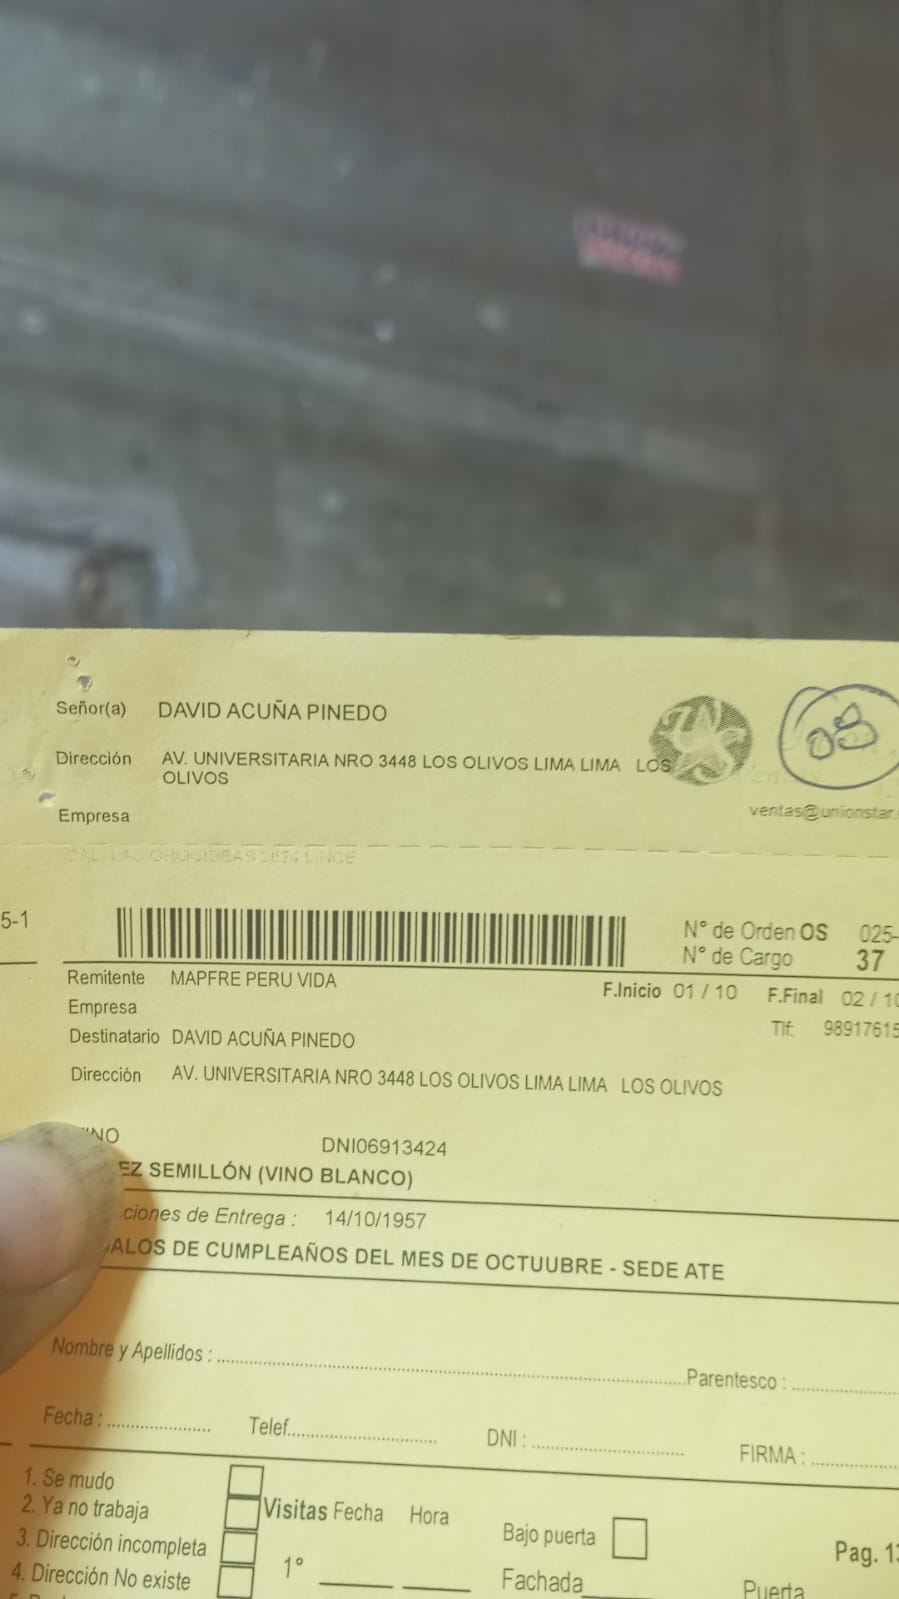 Señor(a) DAVID ACUÑA PINEDO
Dirección AV. UNIVERSITARIA NRO 3448 LOS OLIVOS LIMA LIMA LOS
OLIVOS
Empresa
ventas@unionstar.
5-1
N° de Orden OS 025-
N° de Cargo 37
Remitente MAPFRE PERU VIDA
F.Inicio 01 / 10 F.Final 02 / 10
Empresa
Tlf: 98917615
Destinatario DAVID ACUÑA PINEDO
Dirección AV. UNIVERSITARIA NRO 3448 LOS OLIVOS LIMA LIMA LOS OLIVOS
DNI06913424
EZ SEMILLÓN (VINO BLANCO)
ciones de Entrega : 14/10/1957
ALOS DE CUMPLEAÑOS DEL MES DE OCTUUBRE - SEDE ATE
Nombre y Apellidos : Parentesco :
Fecha : Telef. DNI : FIRMA :
1. Se mudo
2. Ya no trabaja
Visitas Fecha Hora
3. Dirección incompleta
Bajo puerta
4. Dirección No existe
1°
Fachada
Puerta
Pag. 13